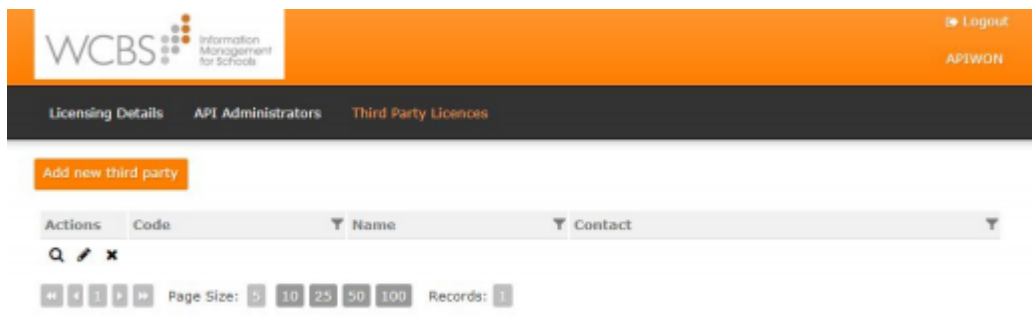 Logout
WCBS Information
Management
for Schools
APIWON
Licensing Details API Administrators Third Party Licences
Add new third party
Actions Code Name Contact
1 Page Size: 5 10 25 50 100 Records: 1